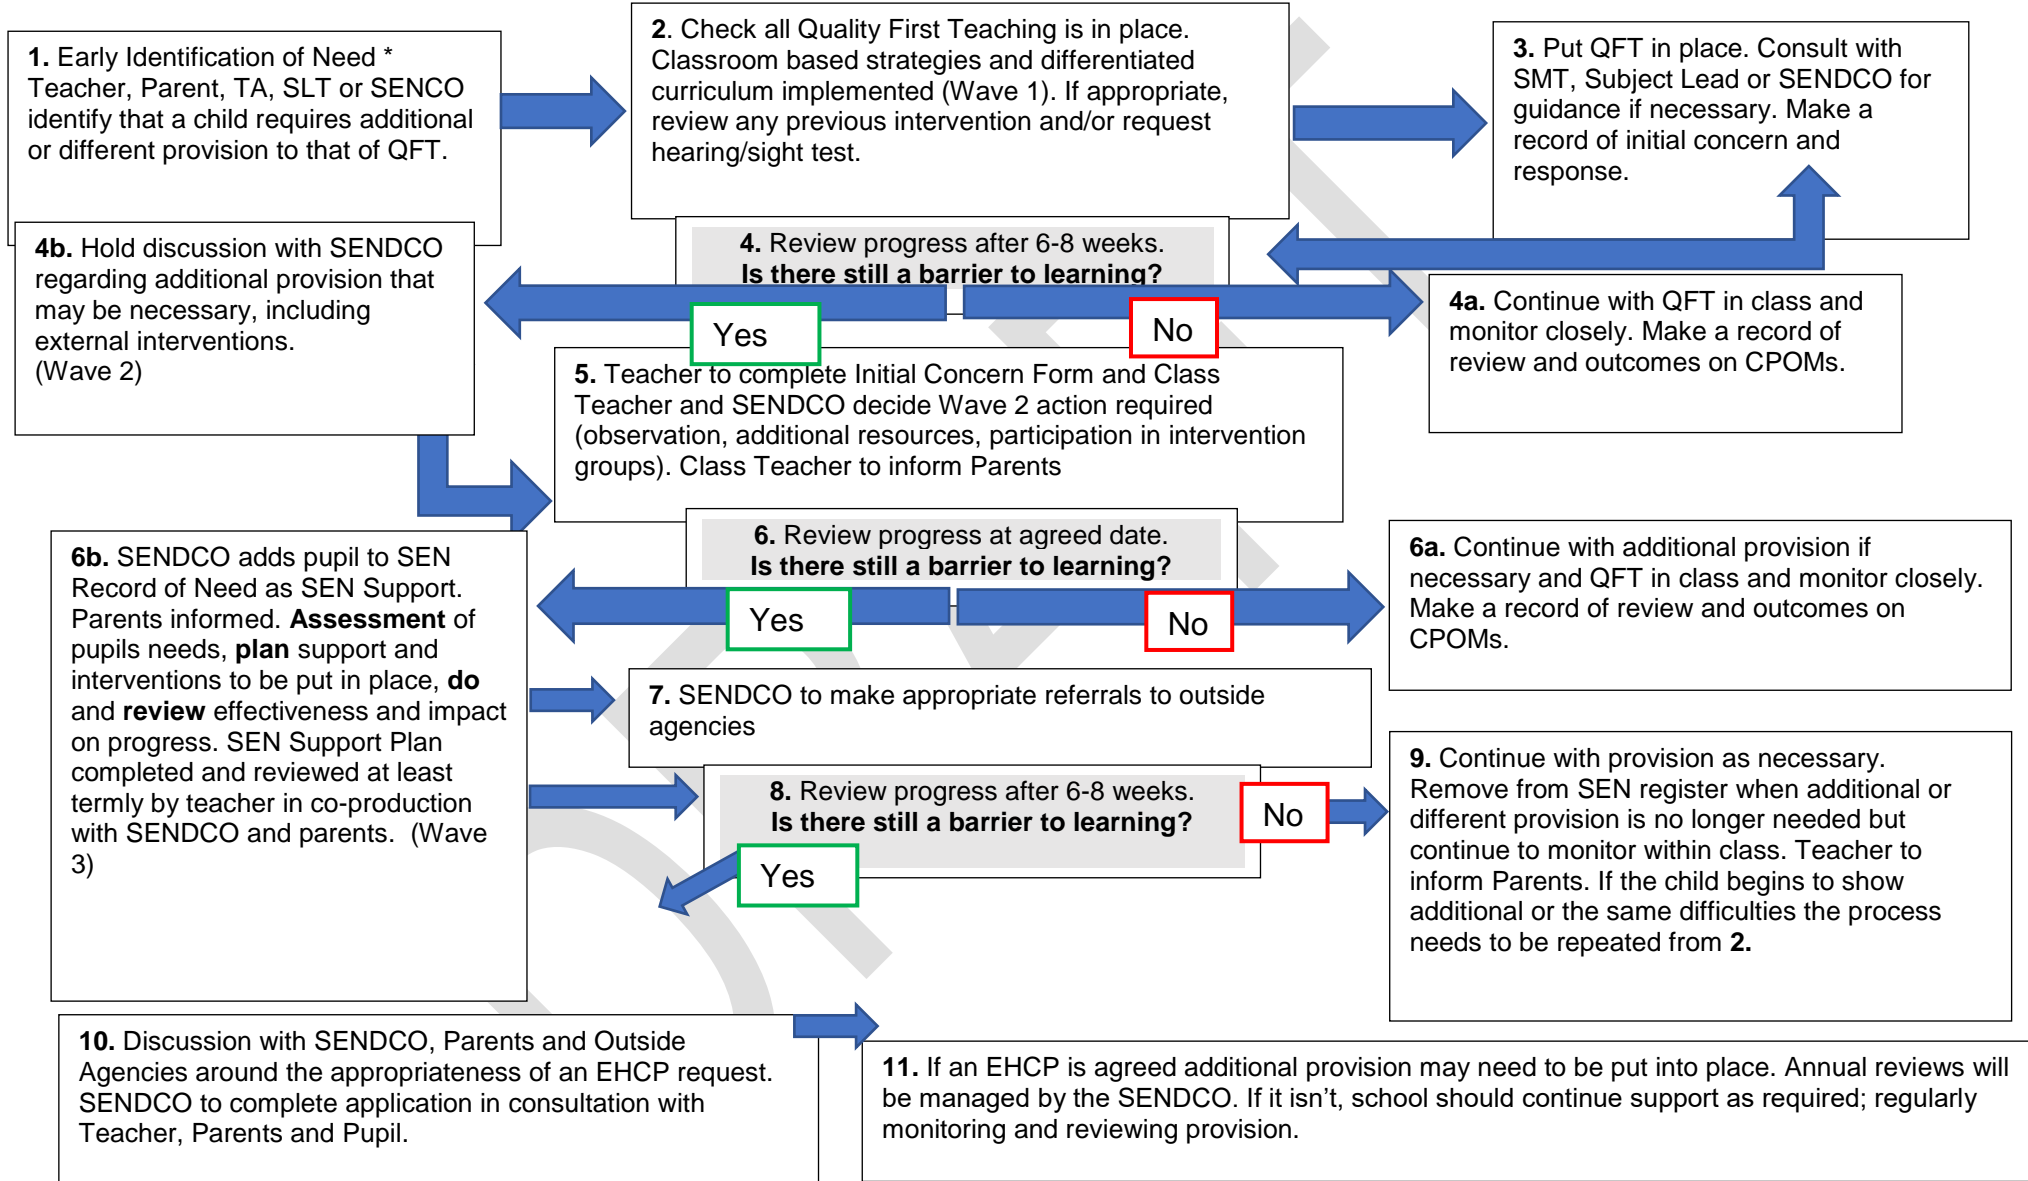 1. Early Identification of Need *
Teacher, Parent, TA, SLT or SENCO
identify that a child requires additional
or different provision to that of QFT.
2. Check all Quality First Teaching is in place.
Classroom based strategies and differentiated
curriculum implemented (Wave 1). If appropriate,
review any previous intervention and/or request
hearing/sight test.
3. Put QFT in place. Consult with
SMT, Subject Lead or SENDCO for
guidance if necessary. Make a
record of initial concern and
response.
4. Review progress after 6-8 weeks.
Is there still a barrier to learning?
Yes
No
4a. Continue with QFT in class and
monitor closely. Make a record of
review and outcomes on CPOMs.
4b. Hold discussion with SENDCO
regarding additional provision that
may be necessary, including
external interventions.
(Wave 2)
5. Teacher to complete Initial Concern Form and Class
Teacher and SENDCO decide Wave 2 action required
(observation, additional resources, participation in intervention
groups). Class Teacher to inform Parents
6. Review progress at agreed date.
Is there still a barrier to learning?
Yes
No
6a. Continue with additional provision if
necessary and QFT in class and monitor closely.
Make a record of review and outcomes on
CPOMs.
6b. SENDCO adds pupil to SEN
Record of Need as SEN Support.
Parents informed. Assessment of
pupils needs, plan support and
interventions to be put in place, do
and review effectiveness and impact
on progress. SEN Support Plan
completed and reviewed at least
termly by teacher in co-production
with SENDCO and parents. (Wave
3)
7. SENDCO to make appropriate referrals to outside
agencies
8. Review progress after 6-8 weeks.
Is there still a barrier to learning?
No
Yes
9. Continue with provision as necessary.
Remove from SEN register when additional or
different provision is no longer needed but
continue to monitor within class. Teacher to
inform Parents. If the child begins to show
additional or the same difficulties the process
needs to be repeated from 2.
10. Discussion with SENDCO, Parents and Outside
Agencies around the appropriateness of an EHCP request.
SENDCO to complete application in consultation with
Teacher, Parents and Pupil.
11. If an EHCP is agreed additional provision may need to be put into place. Annual reviews will
be managed by the SENDCO. If it isn't, school should continue support as required; regularly
monitoring and reviewing provision.